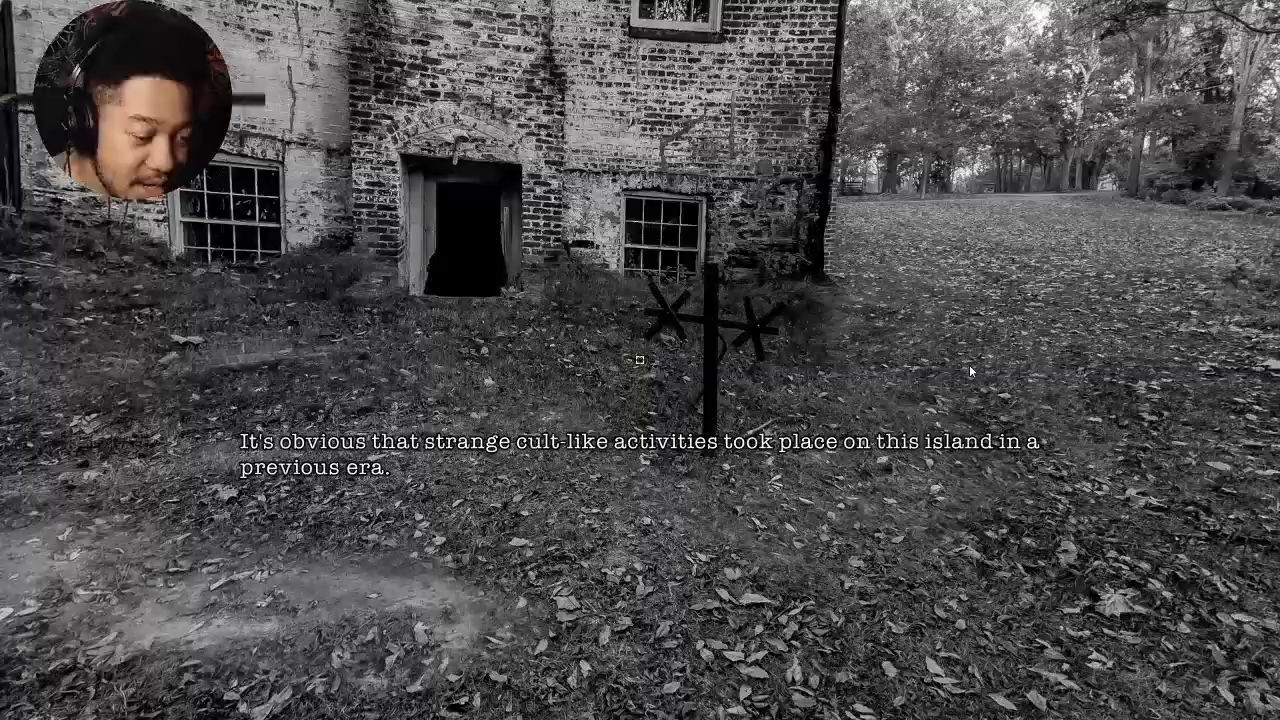 It's obvious that strange cult-like activities took place on this island in a
previous era.